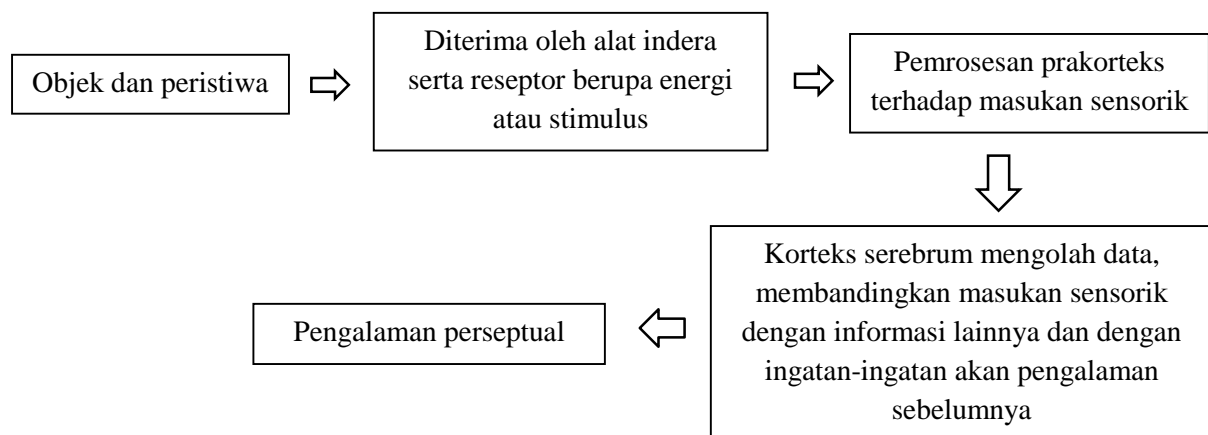 Objek dan peristiwa
Diterima oleh alat indera
serta reseptor berupa energi
atau stimulus
Pemrosesan prakorteks
terhadap masukan sensorik
Korteks serebrum mengolah data,
membandingkan masukan sensorik
dengan informasi lainnya dan dengan
ingatan-ingatan akan pengalaman
sebelumnya
Pengalaman perseptual